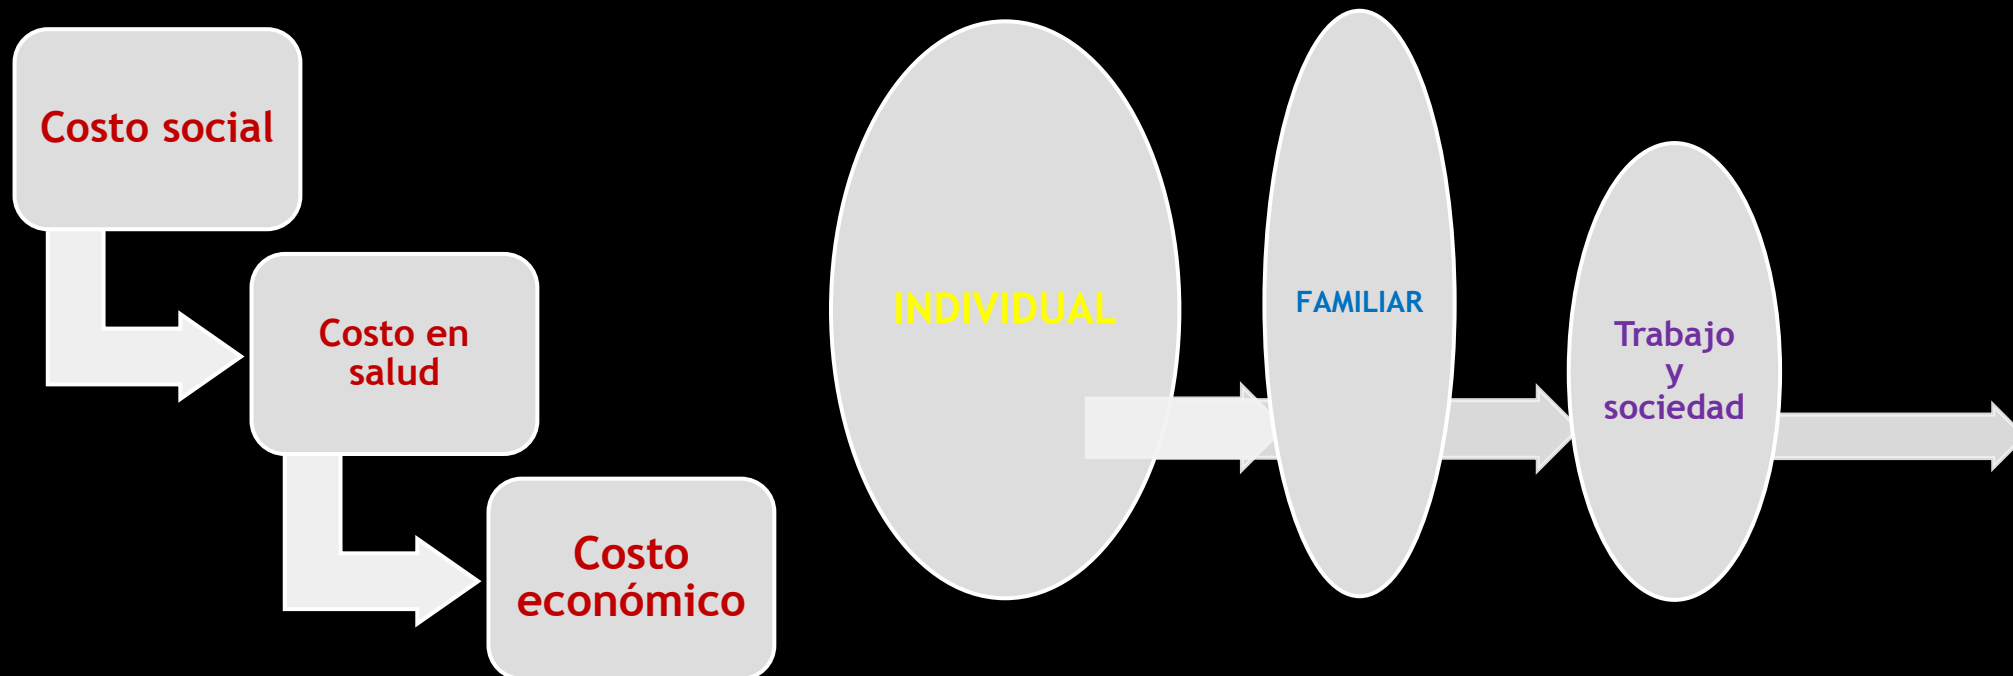 Costo social
Costo en
salud
Costo
económico
INDIVIDUAL
FAMILIAR
Trabajo
y
sociedad